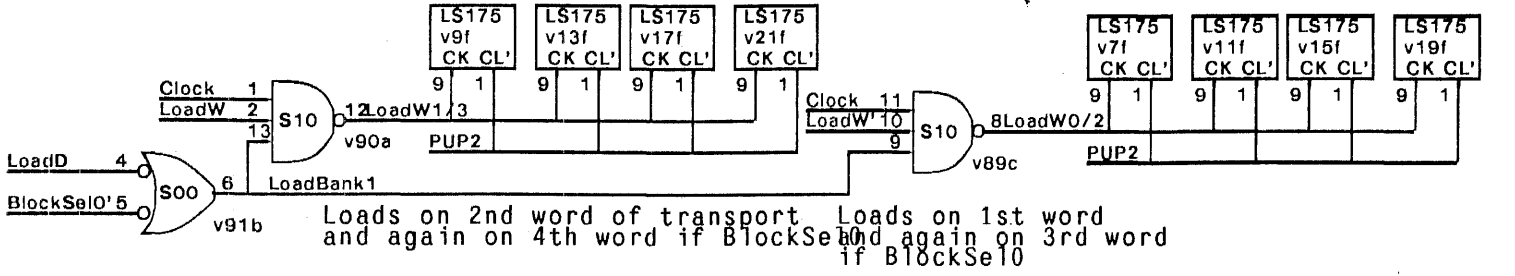 LS175 LS175 LS175 LS175
v9f v13f v17f v21f
CK CL' CK CL' CK CL' CK CL'
9 1 9 1 9 1 9 1
LS175 LS175 LS175 LS175
v7f v11f v15f v19f
CK CL' CK CL' CK CL' CK CL'
9 1 9 1 9 1 9 1
Clock 1
LoadW 2
13
S10
12 LoadW1/3
v90a
PUP2
Clock 11
LoadW' 10
9
S10
8 LoadW0/2
v89c
PUP2
LoadD 4
BlockSel0' 5
S00
6
LoadBank1
v91b
Loads on 2nd word of transport
and again on 4th word if BlockSel0
Loads on 1st word
and again on 3rd word
if BlockSel0